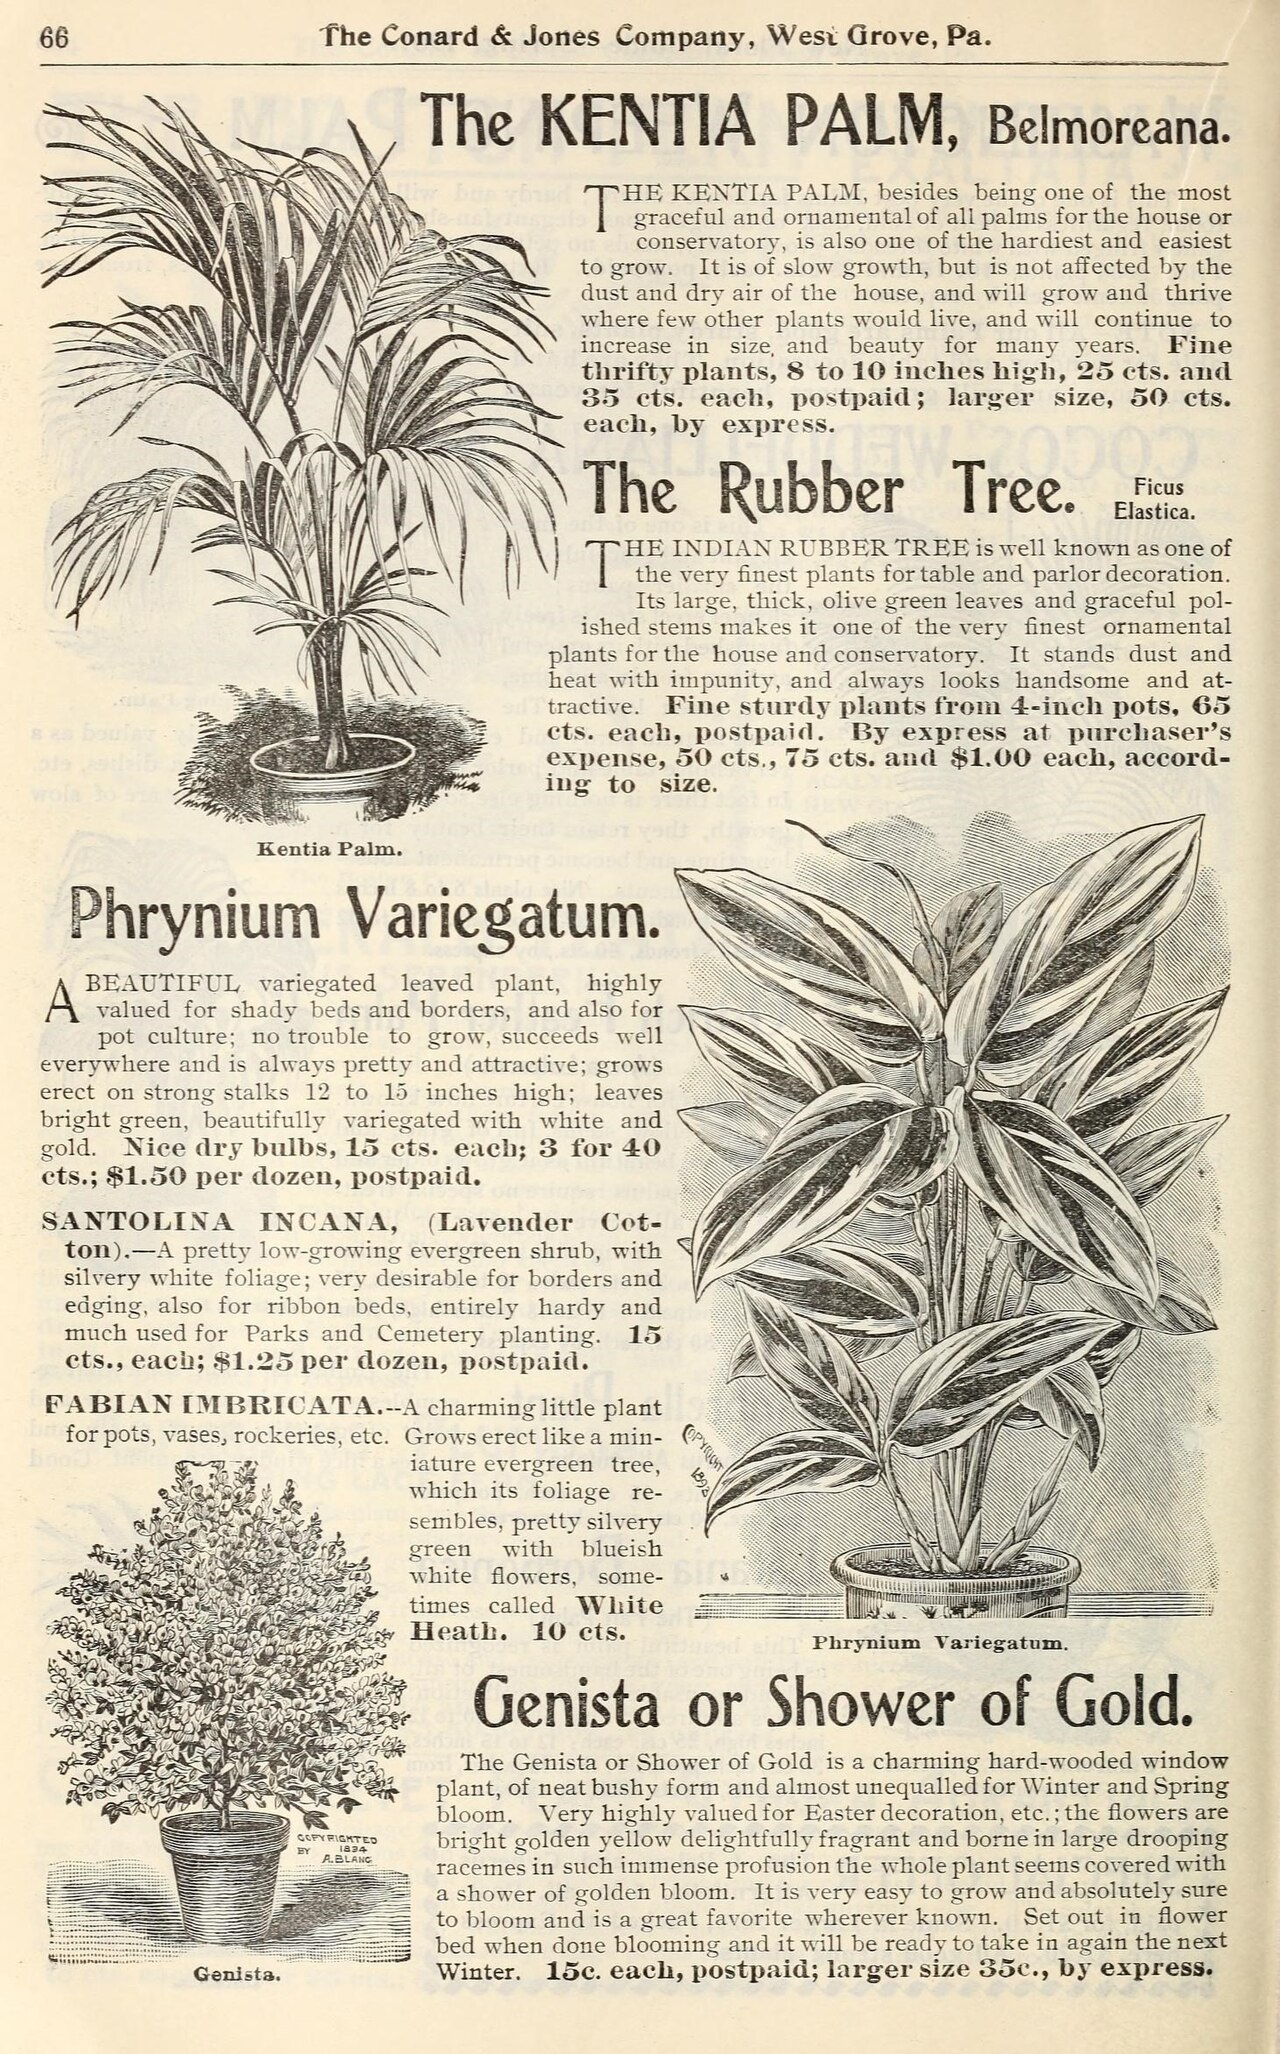 66
The Conard & Jones Company, West Grove, Pa.
The KENTIA PALM, Belmoreana.
THE KENTIA PALM, besides being one of the most
graceful and ornamental of all palms for the house or
conservatory, is also one of the hardiest and easiest
to grow. It is of slow growth, but is not affected by the
dust and dry air of the house, and will grow and thrive
where few other plants would live, and will continue to
increase in size, and beauty for many years. Fine
thrifty plants, 8 to 10 inches high, 25 cts. and
35 cts. each, postpaid; larger size, 50 cts.
each, by express.
Kentia Palm.
The Rubber Tree. Ficus
Elastica.
THE INDIAN RUBBER TREE is well known as one of
the very finest plants for table and parlor decoration.
Its large, thick, olive green leaves and graceful pol-
ished stems makes it one of the very finest ornamental
plants for the house and conservatory. It stands dust and
heat with impunity, and always looks handsome and at-
tractive. Fine sturdy plants from 4-inch pots, 65
cts. each, postpaid. By express at purchaser's
expense, 50 cts., 75 cts. and $1.00 each, accord-
ing to size.
Phrynium Variegatum.
A BEAUTIFUL variegated leaved plant, highly
valued for shady beds and borders, and also for
pot culture; no trouble to grow, succeeds well
everywhere and is always pretty and attractive; grows
erect on strong stalks 12 to 15 inches high; leaves
bright green, beautifully variegated with white and
gold. Nice dry bulbs, 15 cts. each; 3 for 40
cts.; $1.50 per dozen, postpaid.
SANTOLINA INCANA, (Lavender Cot-
ton).—A pretty low-growing evergreen shrub, with
silvery white foliage; very desirable for borders and
edging, also for ribbon beds, entirely hardy and
much used for Parks and Cemetery planting. 15
cts., each; $1.25 per dozen, postpaid.
FABIAN IMBRICATA.--A charming little plant
for pots, vases, rockeries, etc. Grows erect like a min-
iature evergreen tree,
which its foliage re-
sembles, pretty silvery
green with blueish
white flowers, some-
times called White
Heath. 10 cts.
COPYRIGHT
Phrynium Variegatum.
COPYRIGHTED
BY 1894
A.BLANC
Genista.
Genista or Shower of Gold.
The Genista or Shower of Gold is a charming hard-wooded window
plant, of neat bushy form and almost unequalled for Winter and Spring
bloom. Very highly valued for Easter decoration, etc.; the flowers are
bright golden yellow delightfully fragrant and borne in large drooping
racemes in such immense profusion the whole plant seems covered with
a shower of golden bloom. It is very easy to grow and absolutely sure
to bloom and is a great favorite wherever known. Set out in flower
bed when done blooming and it will be ready to take in again the next
Winter. 15c. each, postpaid; larger size 35c., by express.